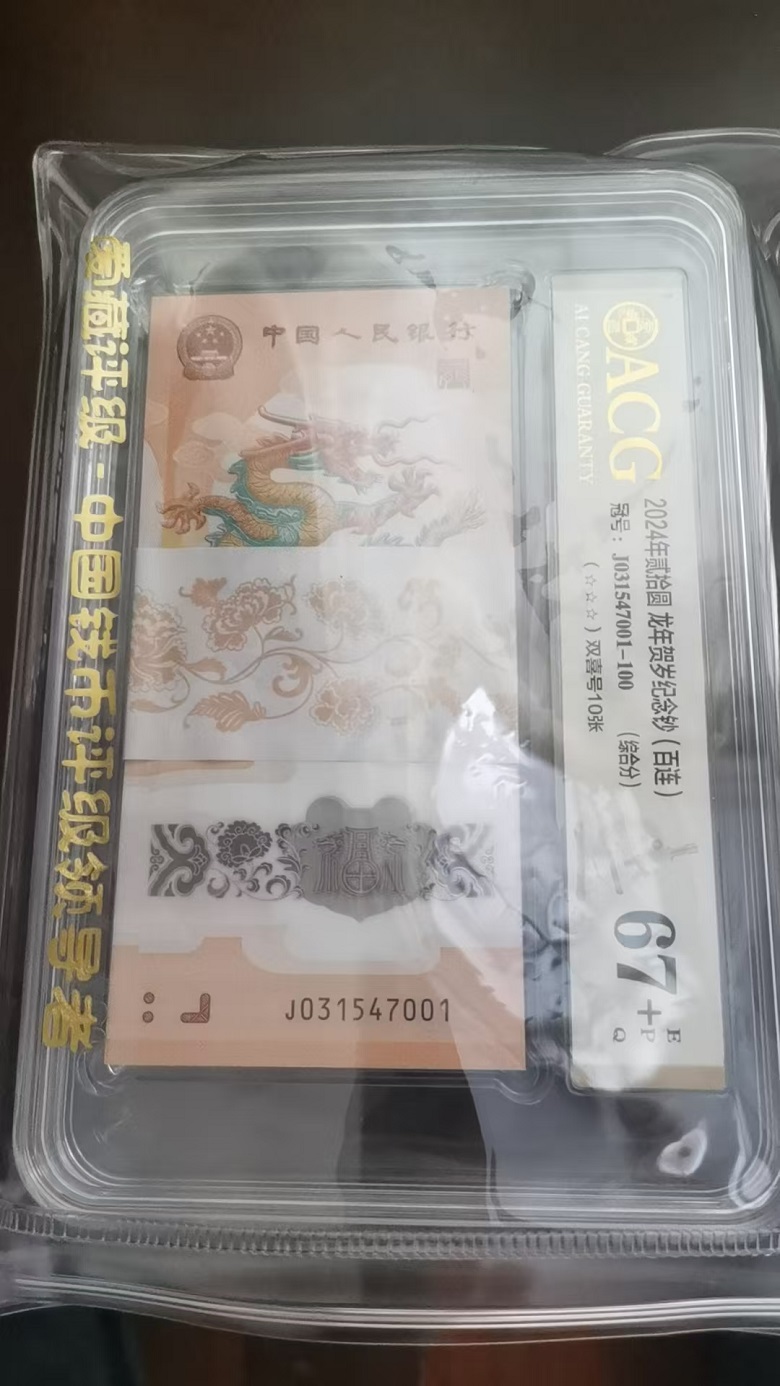 爱藏评级-中国钱币评级领导者
中国人民银行
福
J031547001
ACG
AI CANG GUARANTY
2024年贰拾圆 龙年贺岁纪念钞（百连）
冠号：J031547001-100 （综合分）
（☆☆☆）双喜号10张
67+
E
P
Q